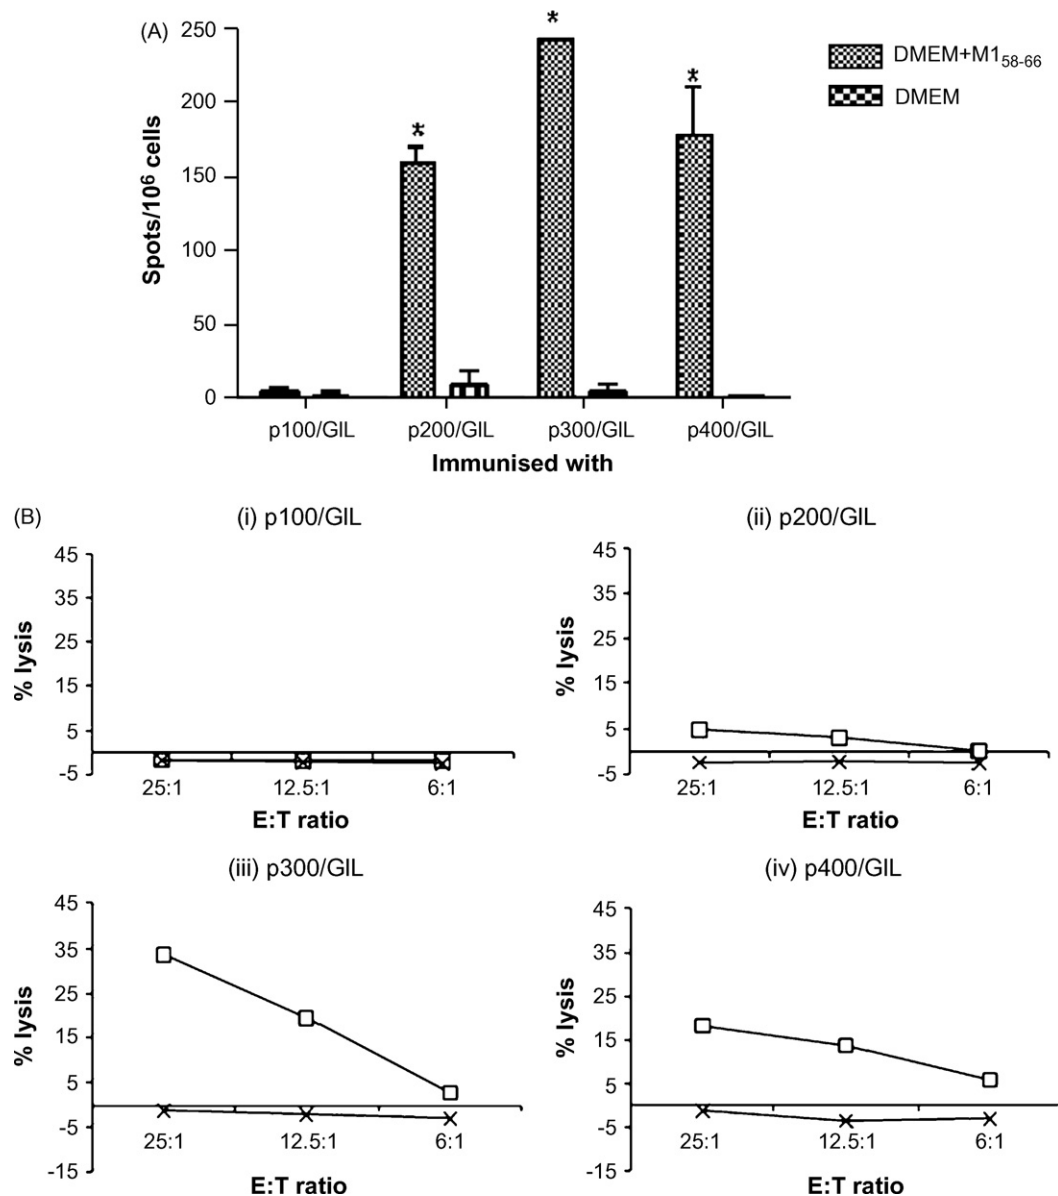 (A)
250
200
150
100
50
0
Spots/10⁶ cells
*
*
*
DMEM+M1₅₈₋₆₆
DMEM
p100/GIL
p200/GIL
p300/GIL
p400/GIL
Immunised with
(B)
(i) p100/GIL
45
35
25
15
5
-5
% lysis
25:1
12.5:1
6:1
E:T ratio
(ii) p200/GIL
45
35
25
15
5
-5
% lysis
25:1
12.5:1
6:1
E:T ratio
(iii) p300/GIL
45
35
25
15
5
-5
-15
% lysis
25:1
12.5:1
6:1
E:T ratio
(iv) p400/GIL
45
35
25
15
5
-5
-15
% lysis
25:1
12.5:1
6:1
E:T ratio